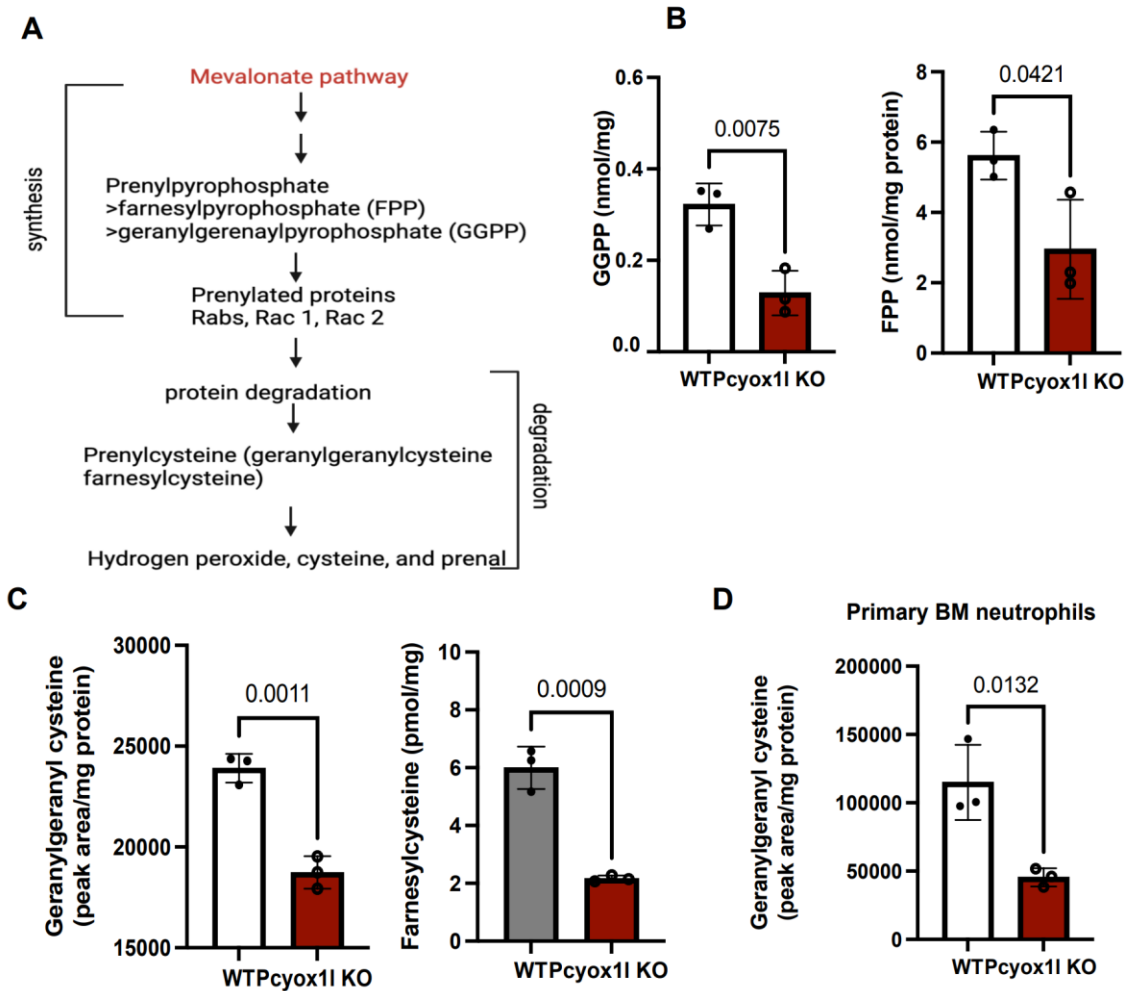 A
Mevalonate pathway
synthesis
Prenylpyrophosphate
>farnesylpyrophosphate (FPP)
>geranylgerenaylpyrophosphate (GGPP)
Prenylated proteins
Rabs, Rac 1, Rac 2
protein degradation
Prenylcysteine (geranylgeranylcysteine
farnesylcysteine)
Hydrogen peroxide, cysteine, and prenal
degradation
B
GGPP (nmol/mg)
0.6
0.4
0.2
0.0
0.0075
WTPcyox1l KO
FPP (nmol/mg protein)
8
6
4
2
0
0.0421
WTPcyox1l KO
C
Geranylgeranyl cysteine
(peak area/mg protein)
30000
25000
20000
15000
0.0011
WTPcyox1l KO
Farnesylcysteine (pmol/mg)
10
8
6
4
2
0
0.0009
WTPcyox1l KO
D
Primary BM neutrophils
Geranylgeranyl cysteine
(peak area/mg protein)
200000
150000
100000
50000
0
0.0132
WTPcyox1l KO